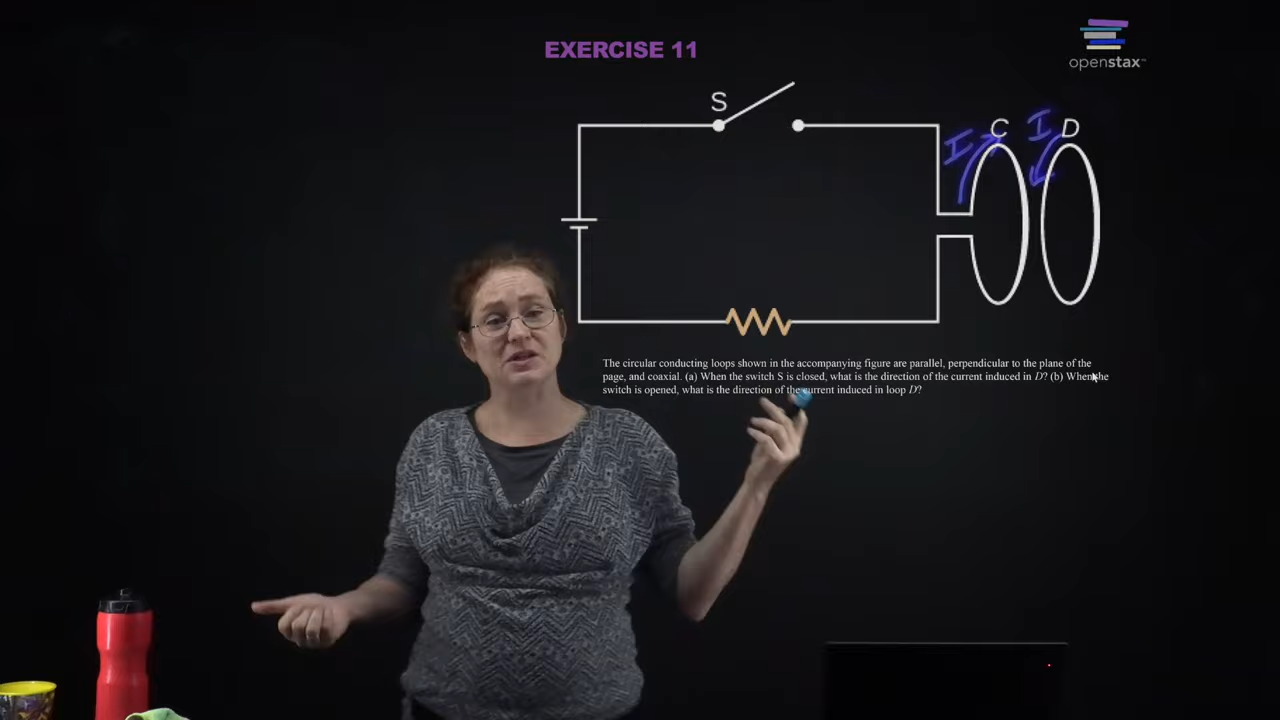 EXERCISE 11
openstax™
S
I
C
I
D
The circular conducting loops shown in the accompanying figure are parallel, perpendicular to the plane of the
page, and coaxial. (a) When the switch S is closed, what is the direction of the current induced in D? (b) When the
switch is opened, what is the direction of the current induced in loop D?